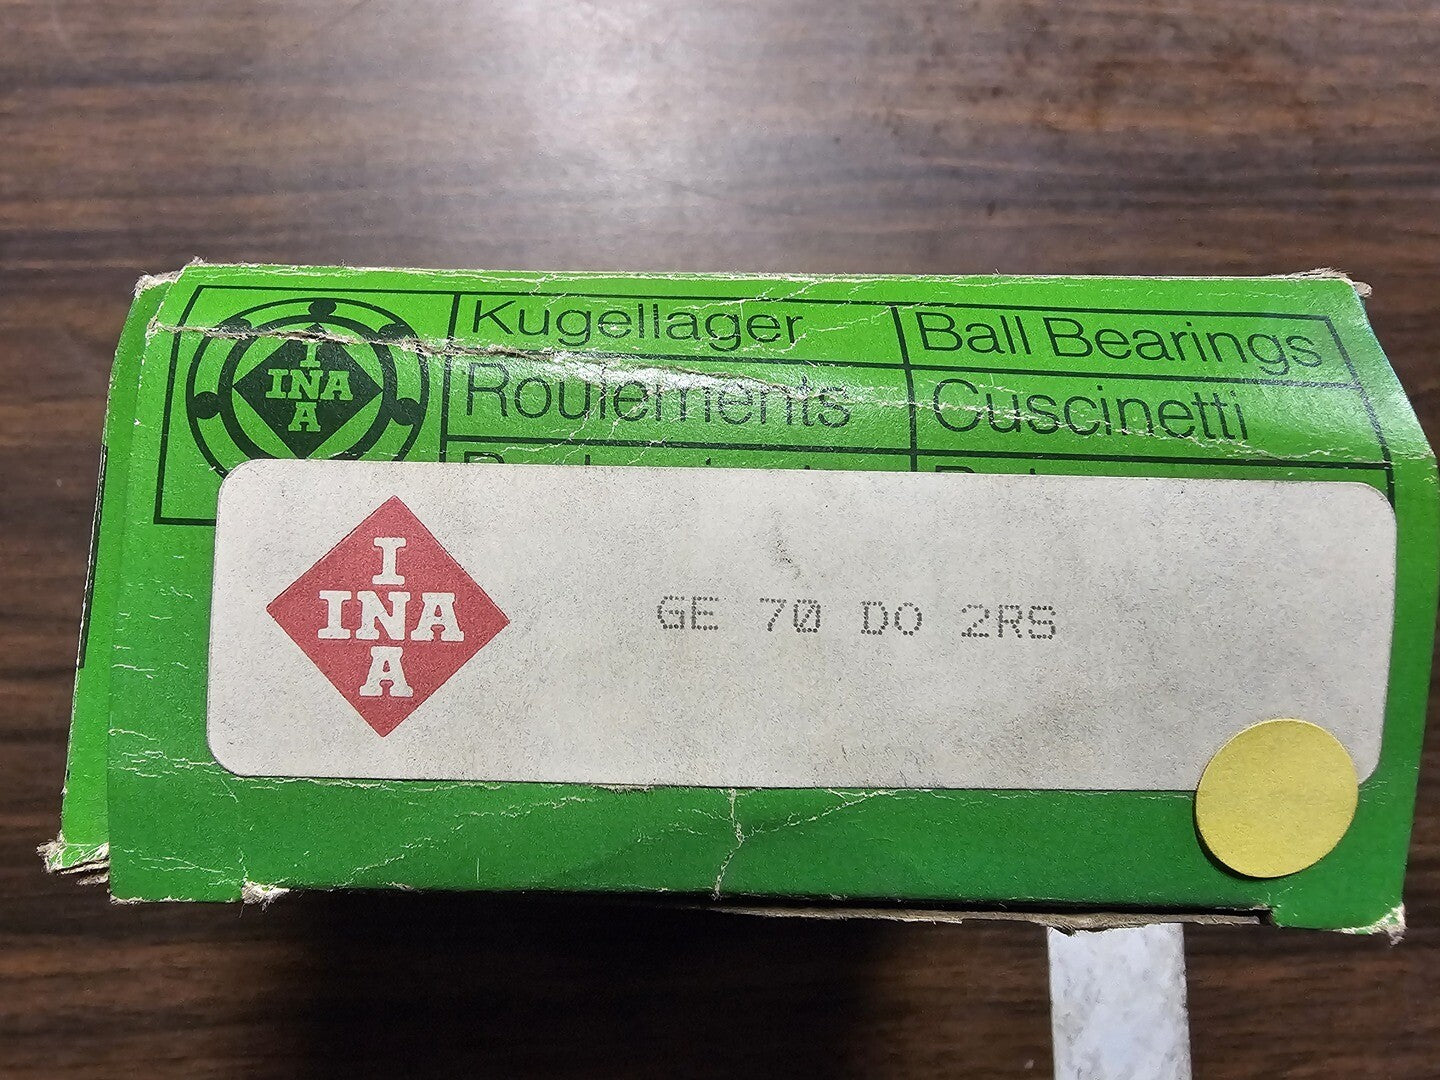 I
INA
A
Kugellager
Ball Bearings
Roulements
Cuscinetti
I
INA
A
GE 70 DO 2RS